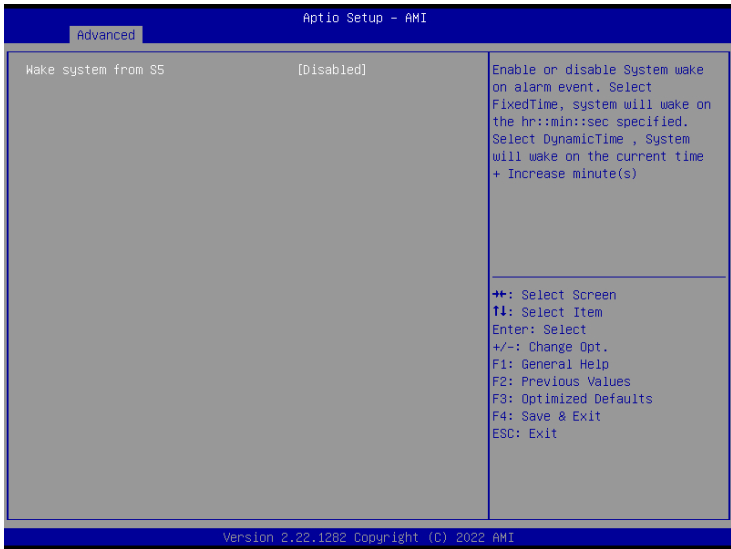 Aptio Setup – AMI
Advanced
Wake system from S5 [Disabled]
Enable or disable System wake
on alarm event. Select
FixedTime, system will wake on
the hr::min::sec specified.
Select DynamicTime , System
will wake on the current time
+ Increase minute(s)
→←: Select Screen
↑↓: Select Item
Enter: Select
+/-: Change Opt.
F1: General Help
F2: Previous Values
F3: Optimized Defaults
F4: Save & Exit
ESC: Exit
Version 2.22.1282 Copyright (C) 2022 AMI